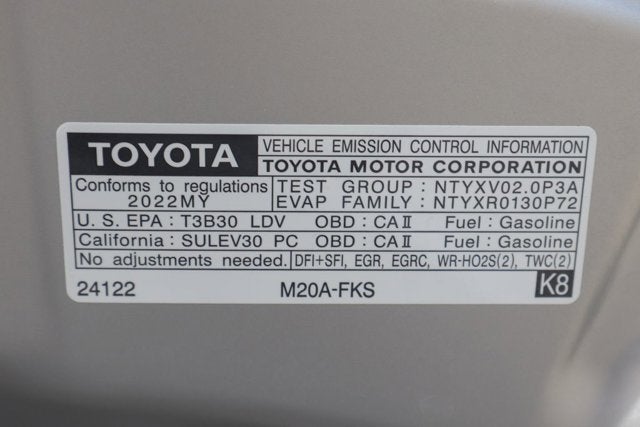 TOYOTA
VEHICLE EMISSION CONTROL INFORMATION
TOYOTA MOTOR CORPORATION
Conforms to regulations
2022MY
TEST GROUP : NTYXV02.0P3A
EVAP FAMILY: NTYXR0130P72
U. S. EPA : T3B30 LDV OBD : CAⅡ Fuel : Gasoline
California: SULEV30 PC OBD : CAⅡ Fuel : Gasoline
No adjustments needed. DFI+SFI, EGR, EGRC, WR-HO2S(2), TWC(2)
24122 M20A-FKS K8